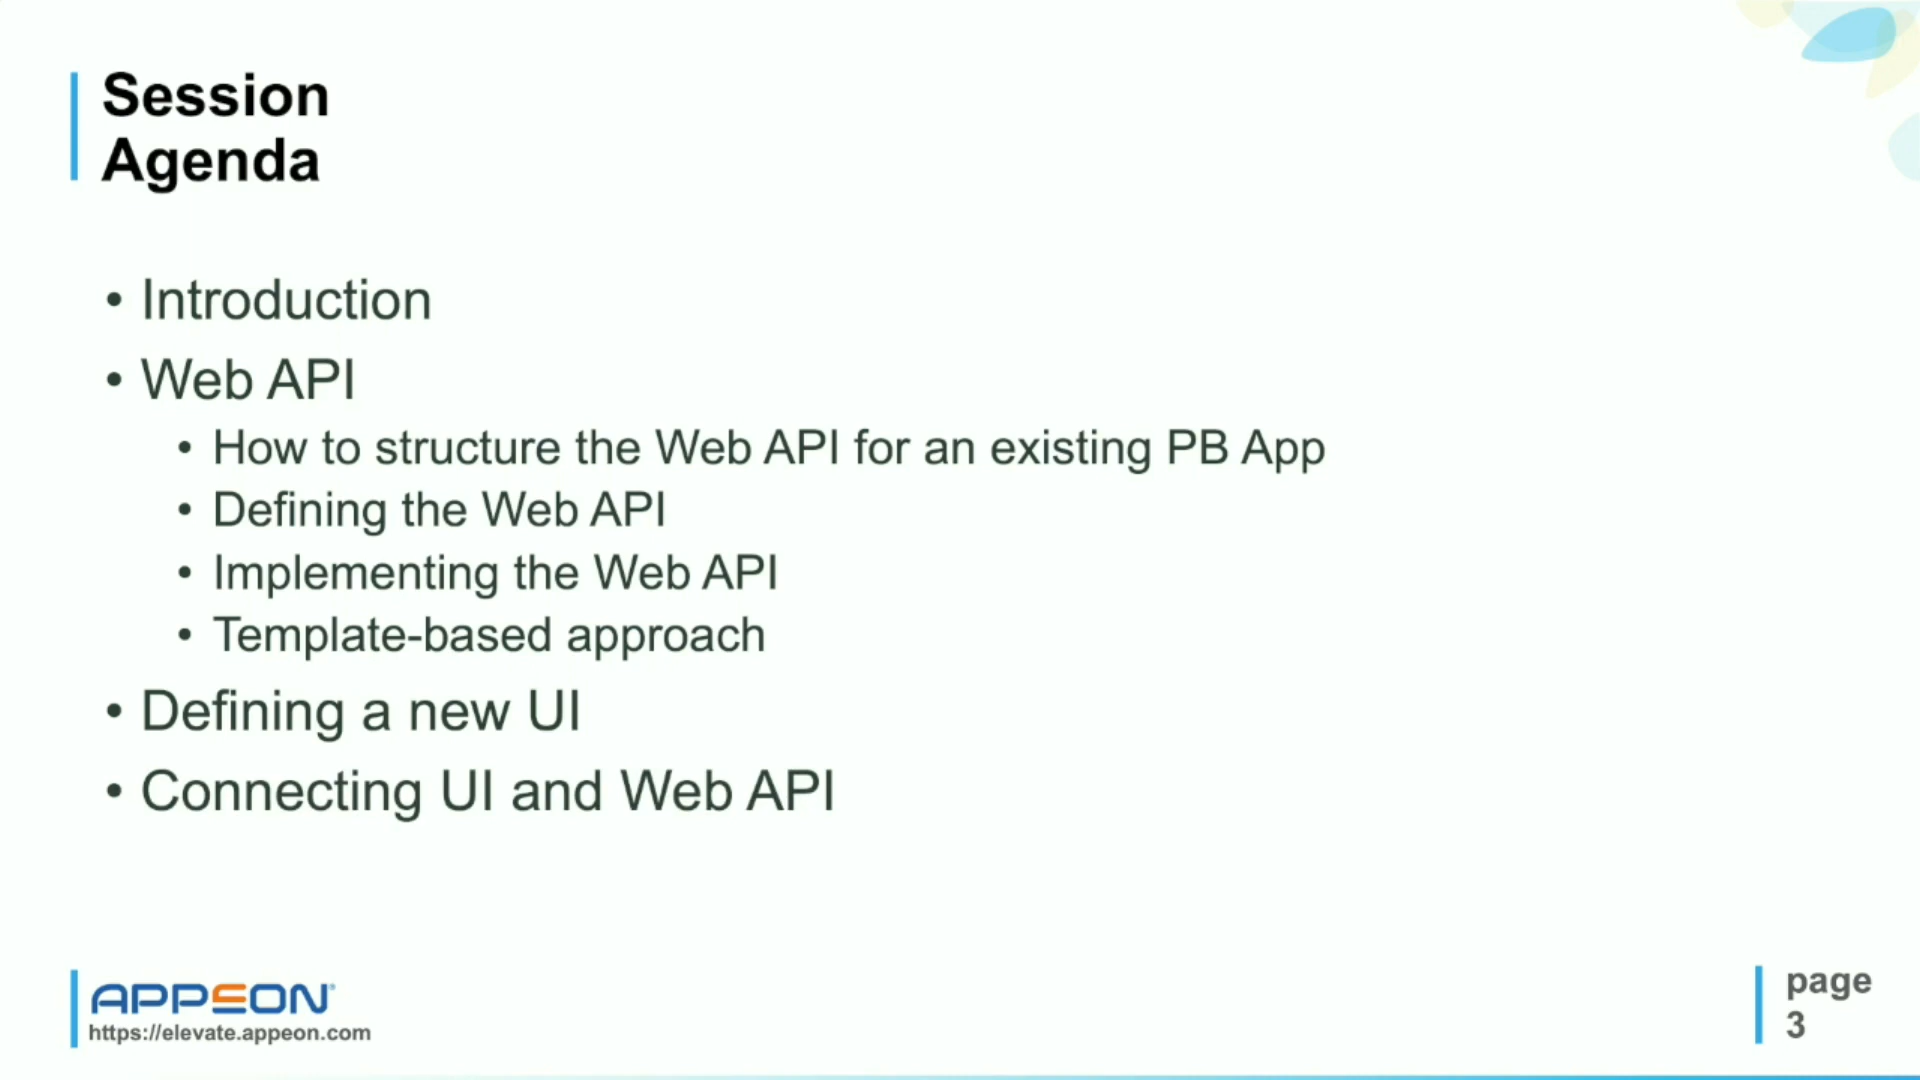 Session
Agenda
• Introduction
• Web API
• How to structure the Web API for an existing PB App
• Defining the Web API
• Implementing the Web API
• Template-based approach
• Defining a new UI
• Connecting UI and Web API
APPEON®
https://elevate.appeon.com
page
3